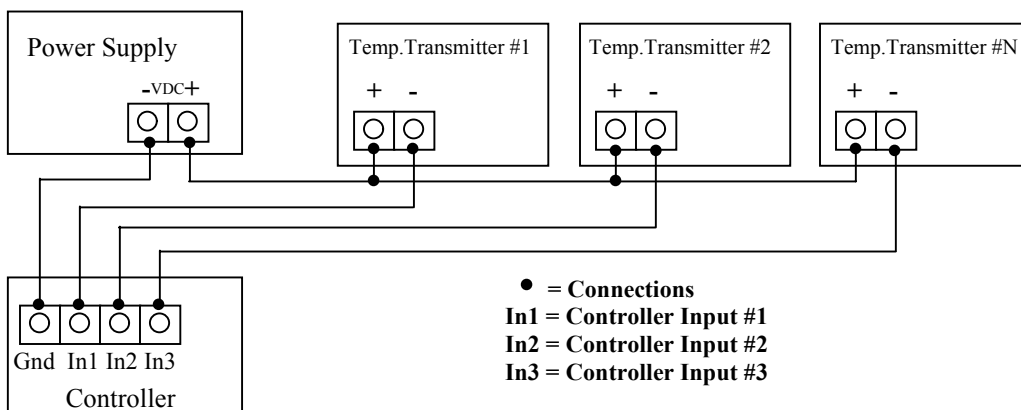 Power Supply
-VDC+
Temp.Transmitter #1
+ -
Temp.Transmitter #2
+ -
Temp.Transmitter #N
+ -
● = Connections
In1 = Controller Input #1
In2 = Controller Input #2
In3 = Controller Input #3
Gnd In1 In2 In3
Controller